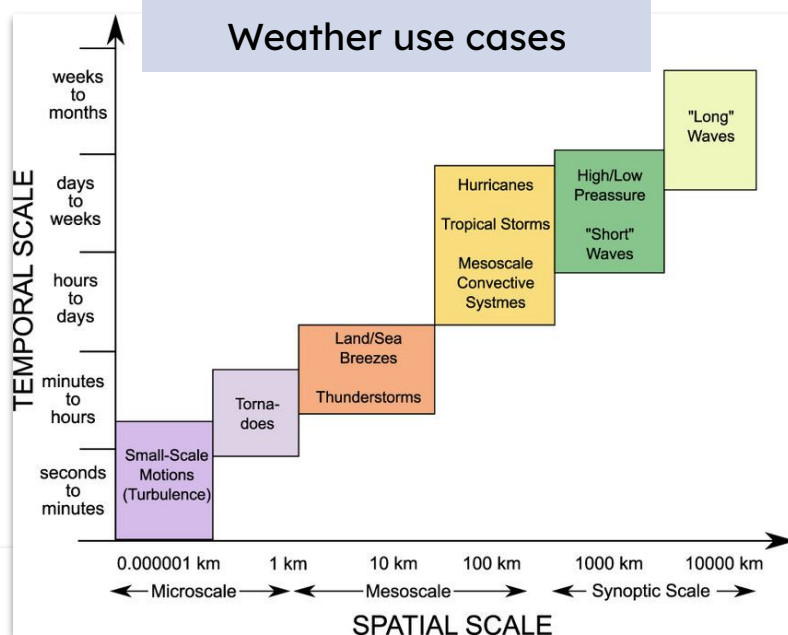 Weather use cases
TEMPORAL SCALE
weeks
to
months
days
to
weeks
hours
to
days
minutes
to
hours
seconds
to
minutes
"Long"
Waves
High/Low
Preassure
"Short"
Waves
Hurricanes
Tropical Storms
Mesoscale
Convective
Systmes
Land/Sea
Breezes
Thunderstorms
Torna-
does
Small-Scale
Motions
(Turbulence)
0.000001 km 1 km 10 km 100 km 1000 km 10000 km
Microscale Mesoscale Synoptic Scale
SPATIAL SCALE